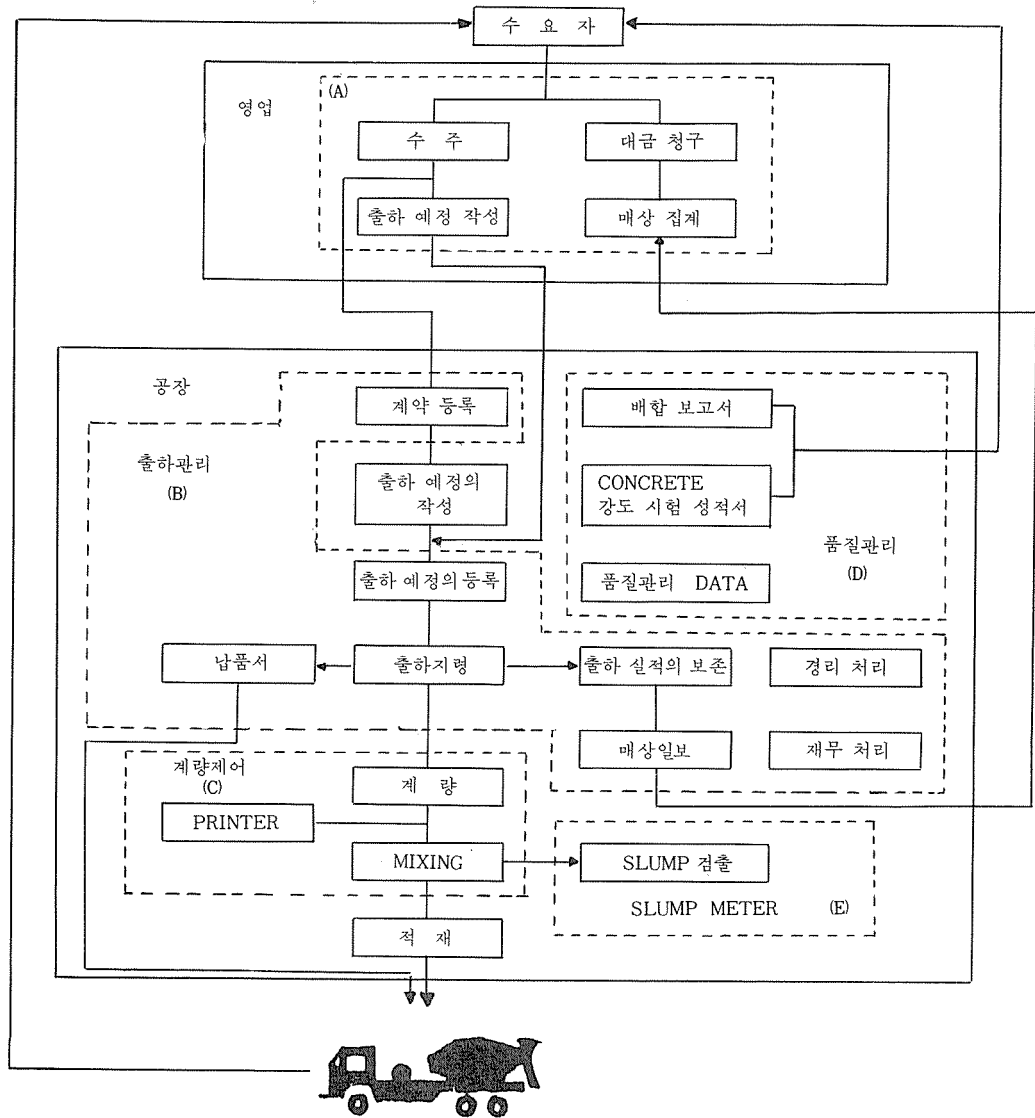 수 요 자
영업
(A)
수 주
대금 청구
출하 예정 작성
매상 집계
공장
계약 등록
배합 보고서
출하관리
(B)
출하 예정의
작성
CONCRETE
강도 시험 성적서
품질관리
(D)
출하 예정의 등록
품질관리 DATA
납품서
출하지령
출하 실적의 보존
경리 처리
매상일보
재무 처리
계량제어
(C)
계 량
PRINTER
MIXING
SLUMP 검출
SLUMP METER (E)
적 재